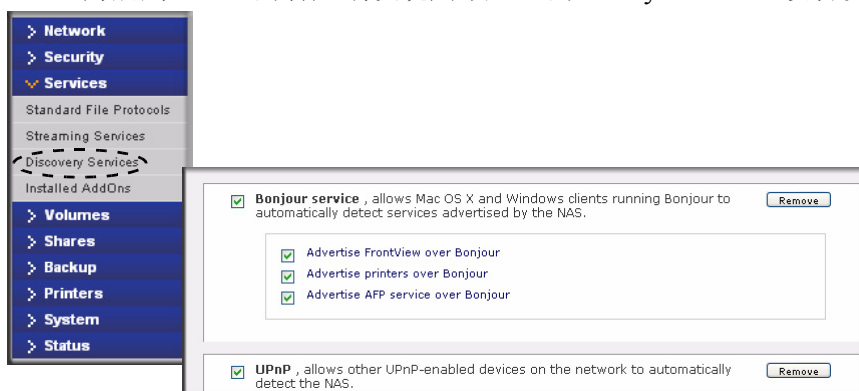 > Network
> Security
Services
Standard File Protocols
Streaming Services
Discovery Services
Installed AddOns
> Volumes
> Shares
> Backup
> Printers
> System
> Status
Bonjour service , allows Mac OS X and Windows clients running Bonjour to
automatically detect services advertised by the NAS.
Remove
Advertise FrontView over Bonjour
Advertise printers over Bonjour
Advertise AFP service over Bonjour
UPnP , allows other UPnP-enabled devices on the network to automatically
detect the NAS.
Remove